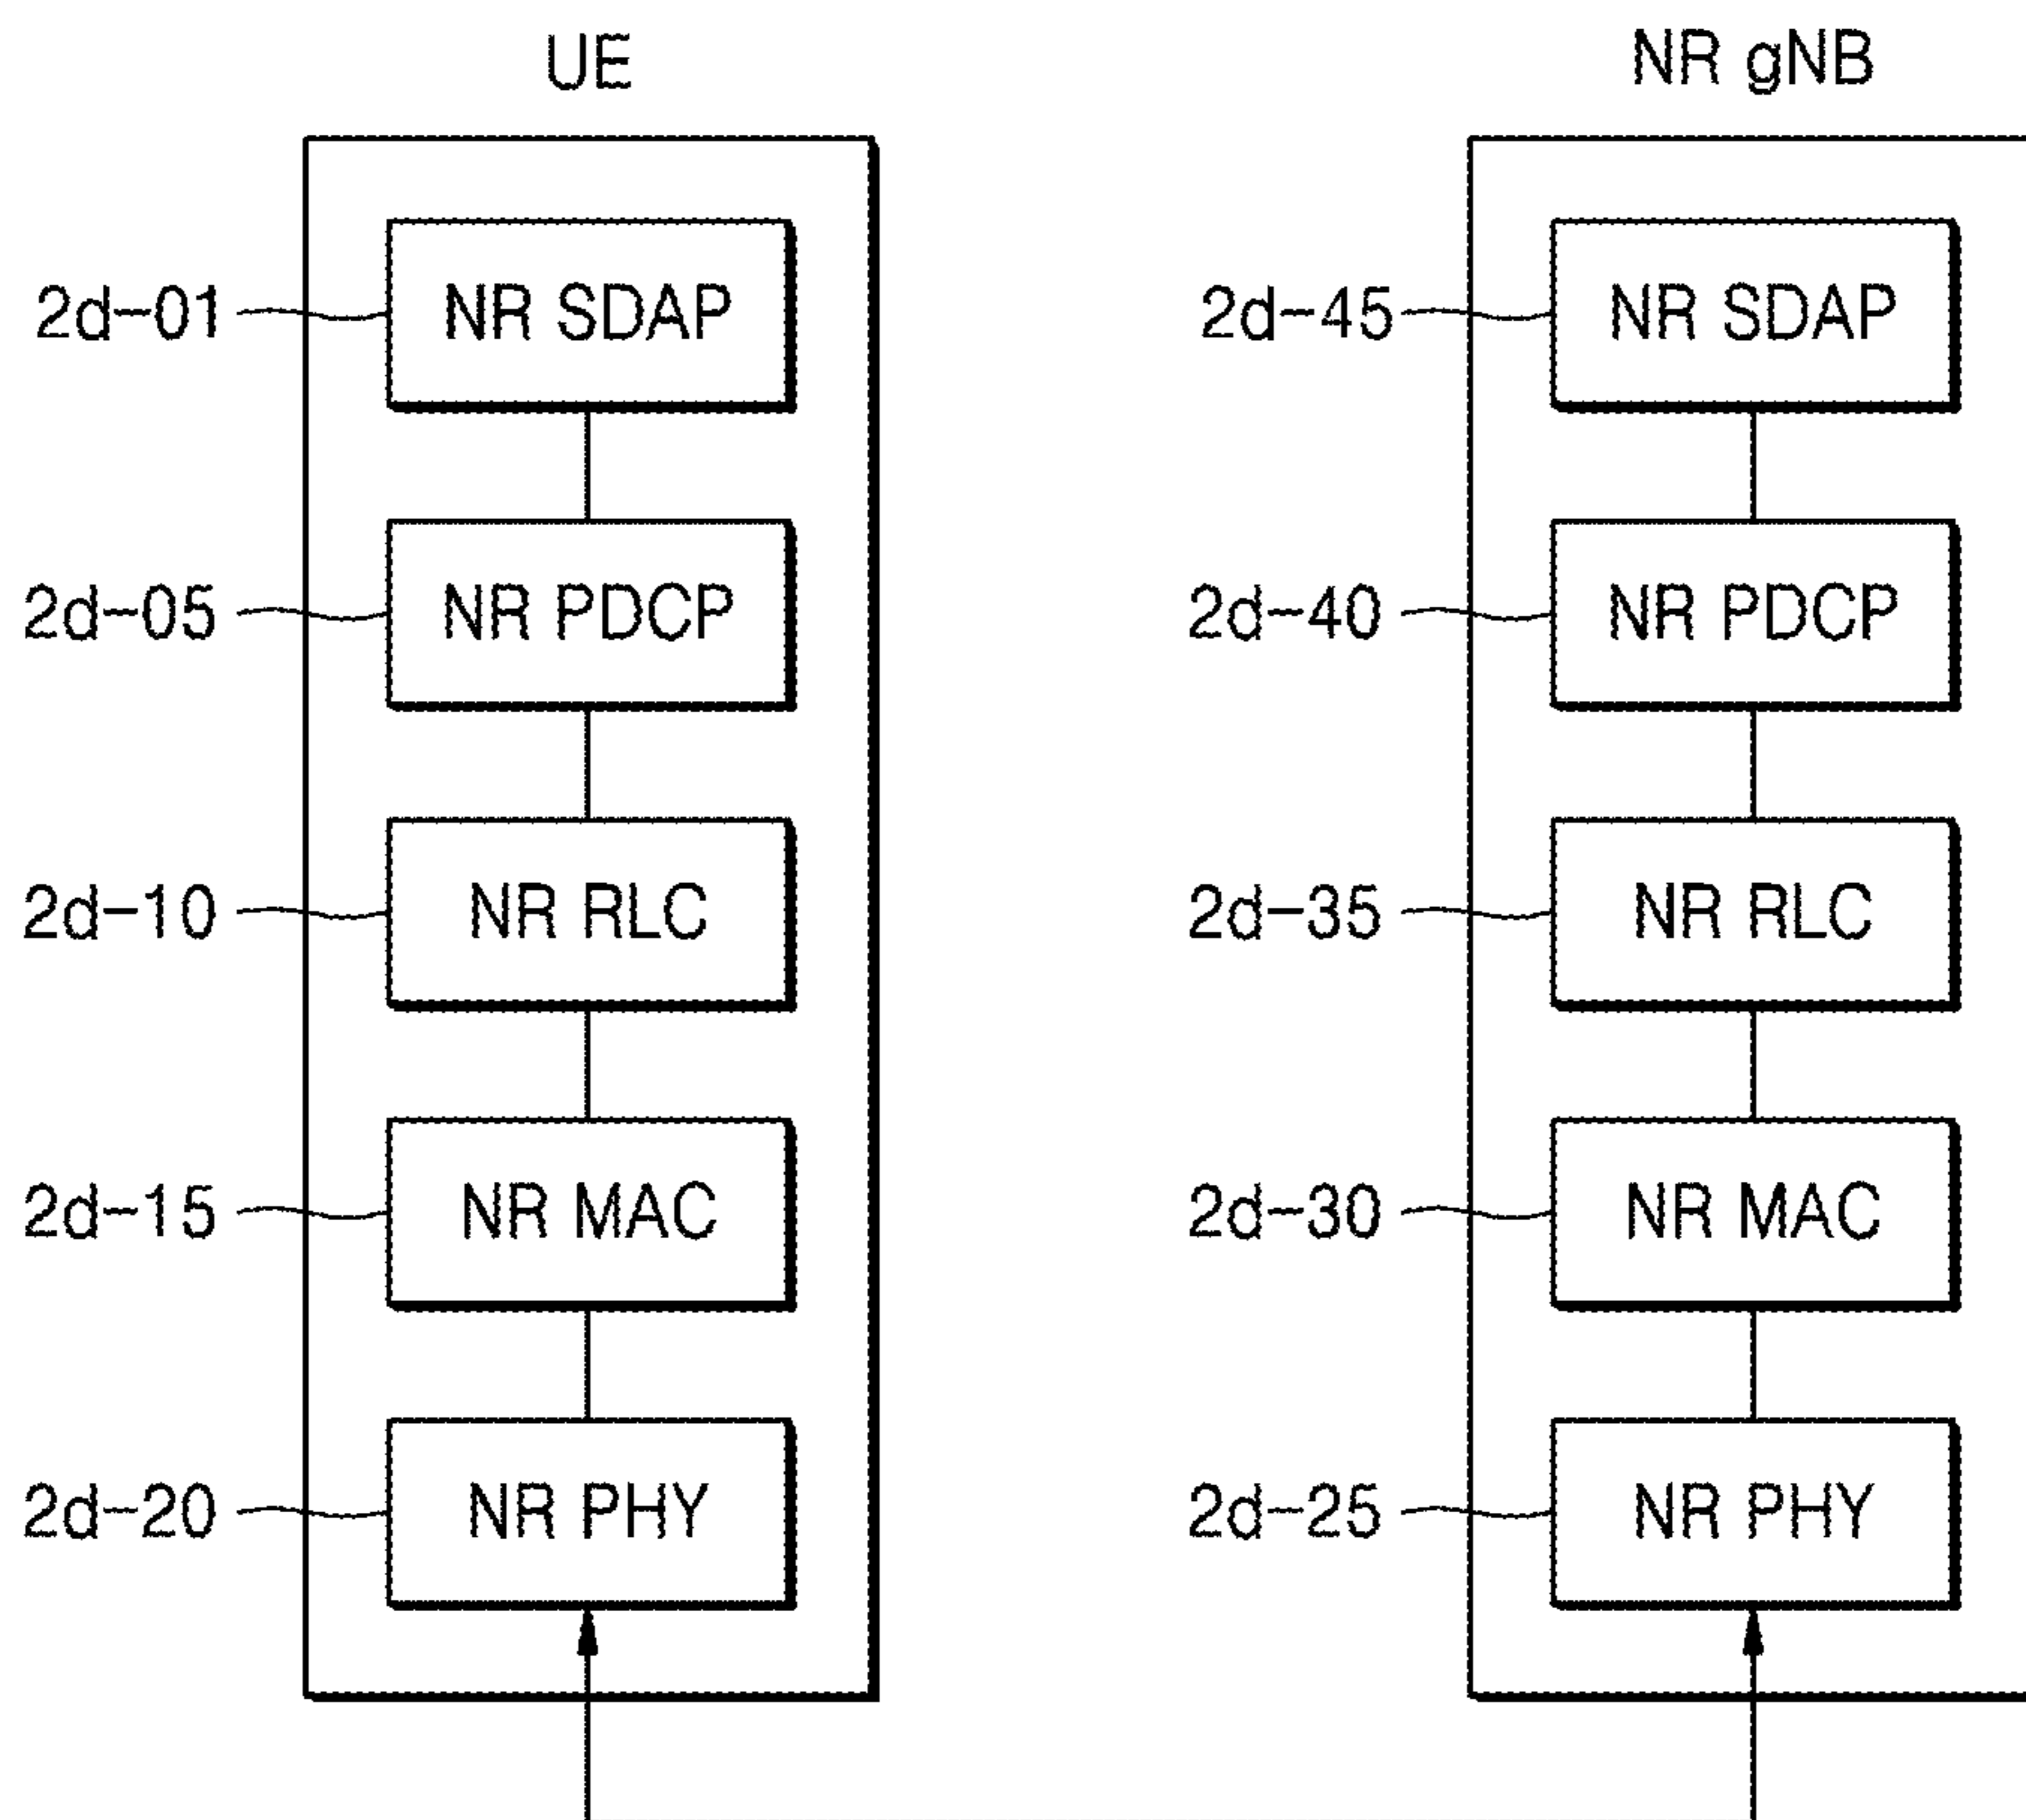 UE
NR gNB
2d-01
NR SDAP
2d-45
NR SDAP
2d-05
NR PDCP
2d-40
NR PDCP
2d-10
NR RLC
2d-35
NR RLC
2d-15
NR MAC
2d-30
NR MAC
2d-20
NR PHY
2d-25
NR PHY